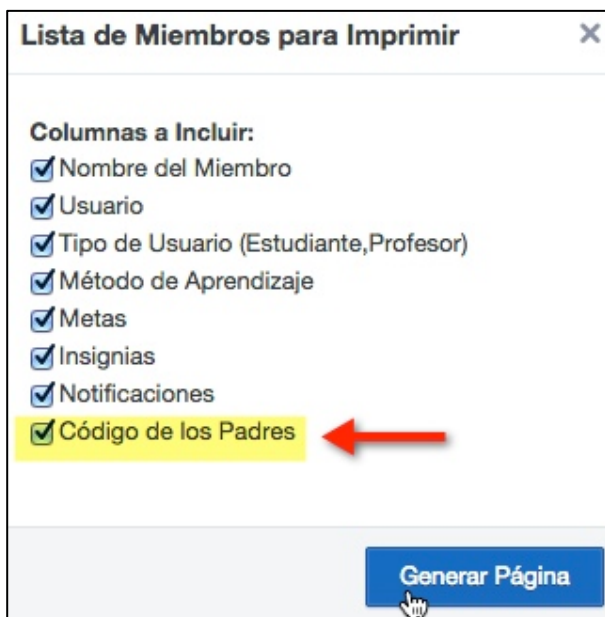 Lista de Miembros para Imprimir
Columnas a Incluir:
Nombre del Miembro
Usuario
Tipo de Usuario (Estudiante,Profesor)
Método de Aprendizaje
Metas
Insignias
Notificaciones
Código de los Padres
Generar Página